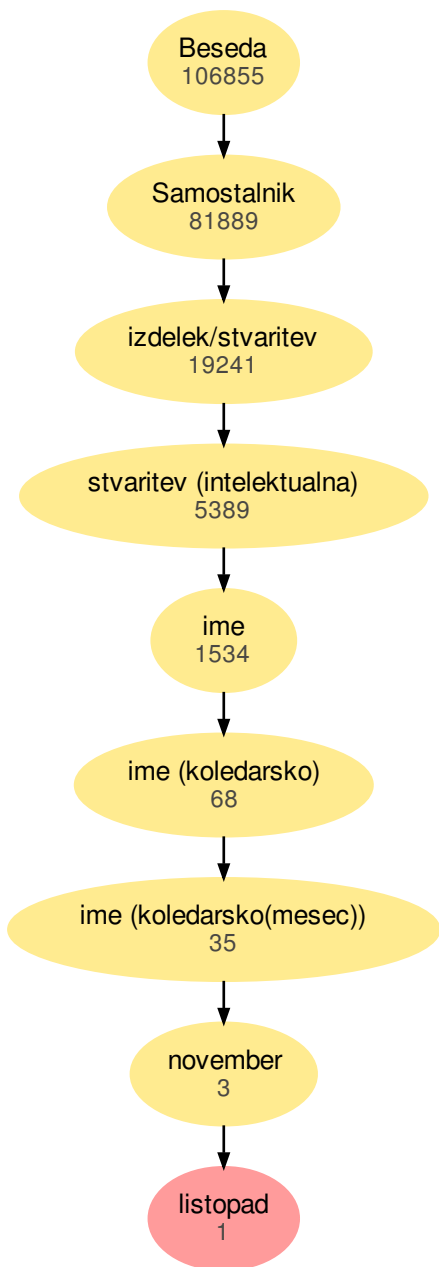 Beseda
106855
Samostalnik
81889
izdelek/stvaritev
19241
stvaritev (intelektualna)
5389
ime
1534
ime (koledarsko)
68
ime (koledarsko(mesec))
35
november
3
listopad
1